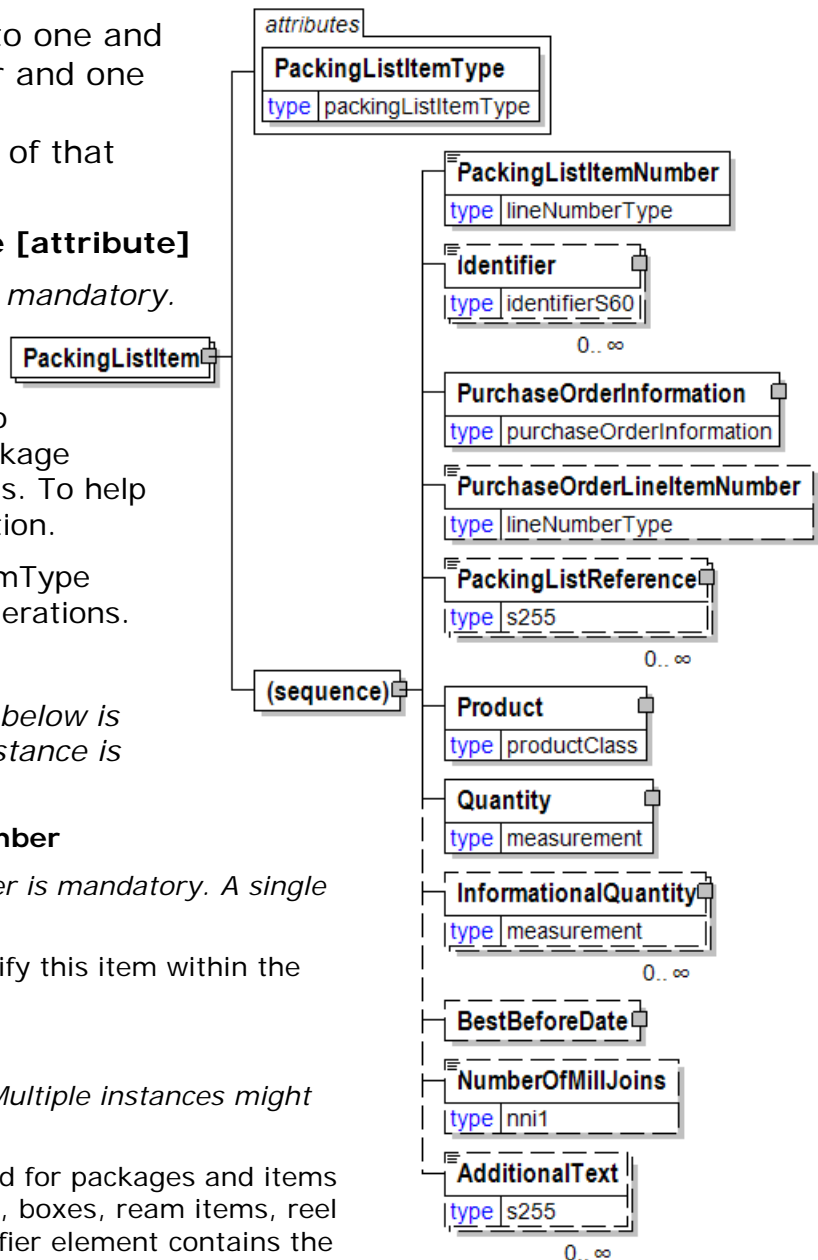 to one and
r and one
of that
e [attribute]
mandatory.
kage
s. To help
tion.
mType
erations.
below is
stance is
nber
er is mandatory. A single
ify this item within the
Multiple instances might
d for packages and items
, boxes, ream items, reel
fier element contains the
PackingListItem
attributes
PackingListItemType
type packingListItemType
(sequence)
PackingListItemNumber
type lineNumberType
Identifier
type identifierS60
0.. ∞
PurchaseOrderInformation
type purchaseOrderInformation
PurchaseOrderLineItemNumber
type lineNumberType
PackingListReference
type s255
0.. ∞
Product
type productClass
Quantity
type measurement
InformationalQuantity
type measurement
0.. ∞
BestBeforeDate
NumberOfMillJoins
type nni1
AdditionalText
type s255
0.. ∞